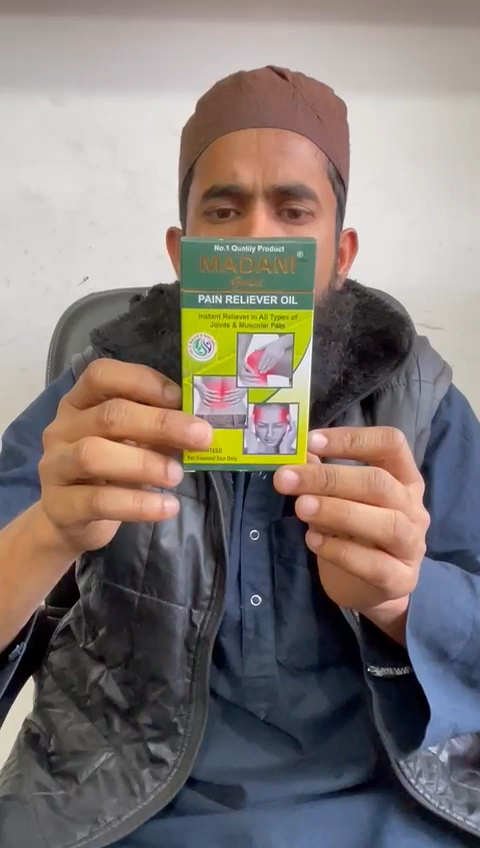 No.1 Quality Product
MADANI®
Gold
PAIN RELIEVER OIL
Instant Reliever in All Types of
Joints & Muscular Pain
For External Use Only